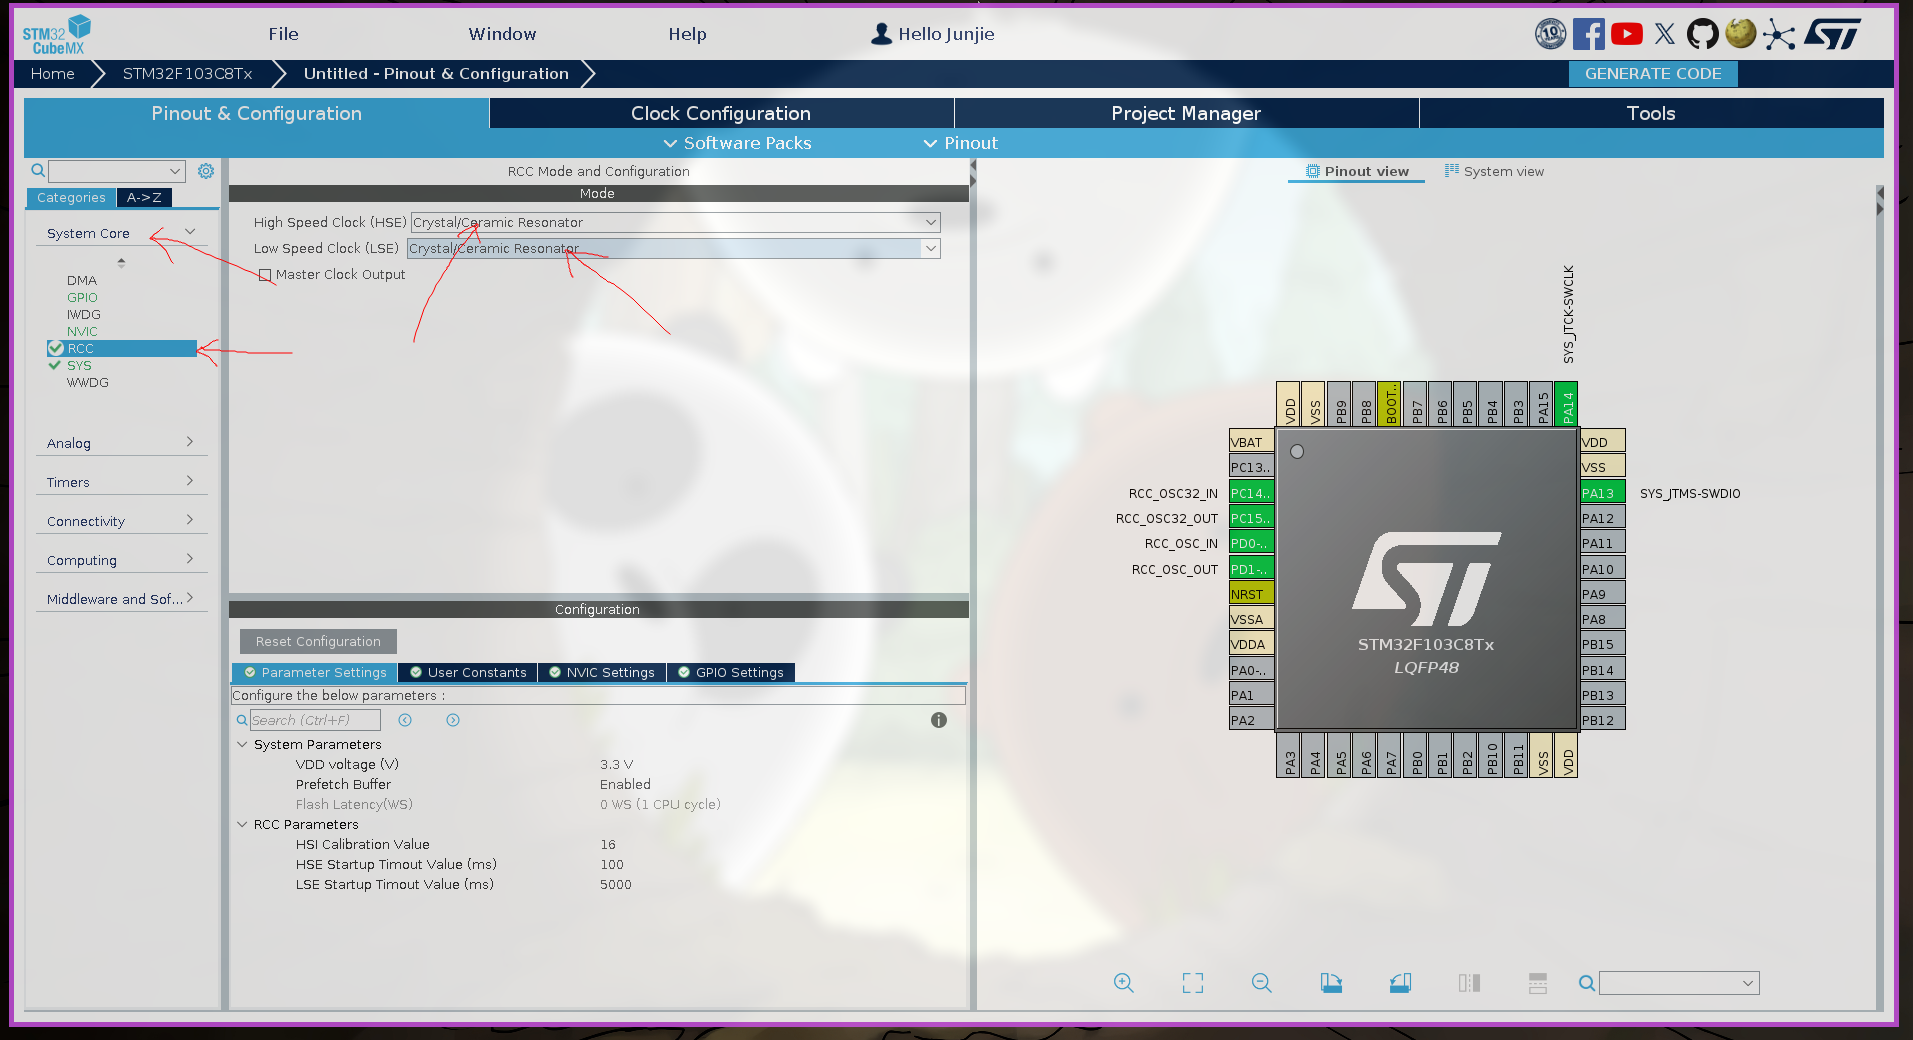 STM32
CubeMX
File
Window
Help
Hello Junjie
10
YEARS
ST
Home
STM32F103C8Tx
Untitled - Pinout & Configuration
GENERATE CODE
Pinout & Configuration
Clock Configuration
Project Manager
Tools
Software Packs
Pinout
Categories
A->Z
System Core
DMA
GPIO
IWDG
NVIC
RCC
SYS
WWDG
Analog
Timers
Connectivity
Computing
Middleware and Sof...
RCC Mode and Configuration
Mode
High Speed Clock (HSE) Crystal/Ceramic Resonator
Low Speed Clock (LSE) Crystal/Ceramic Resonator
Master Clock Output
Configuration
Reset Configuration
Parameter Settings
User Constants
NVIC Settings
GPIO Settings
Configure the below parameters :
Search (Ctrl+F)
System Parameters
VDD voltage (V) 3.3 V
Prefetch Buffer Enabled
Flash Latency(WS) 0 WS (1 CPU cycle)
RCC Parameters
HSI Calibration Value 16
HSE Startup Timout Value (ms) 100
LSE Startup Timout Value (ms) 5000
Pinout view
System view
SYS_JTCK-SWCLK
VDD
VSS
PB9
PB8
BOOT..
PB7
PB6
PB5
PB4
PB3
PA15
PA14
VBAT
PC13..
RCC_OSC32_IN PC14..
RCC_OSC32_OUT PC15..
RCC_OSC_IN PD0-..
RCC_OSC_OUT PD1-..
NRST
VSSA
VDDA
PA0-..
PA1
PA2
ST
STM32F103C8Tx
LQFP48
VDD
VSS
PA13 SYS_JTMS-SWDIO
PA12
PA11
PA10
PA9
PA8
PB15
PB14
PB13
PB12
PA3
PA4
PA5
PA6
PA7
PB0
PB1
PB2
PB10
PB11
VSS
VDD